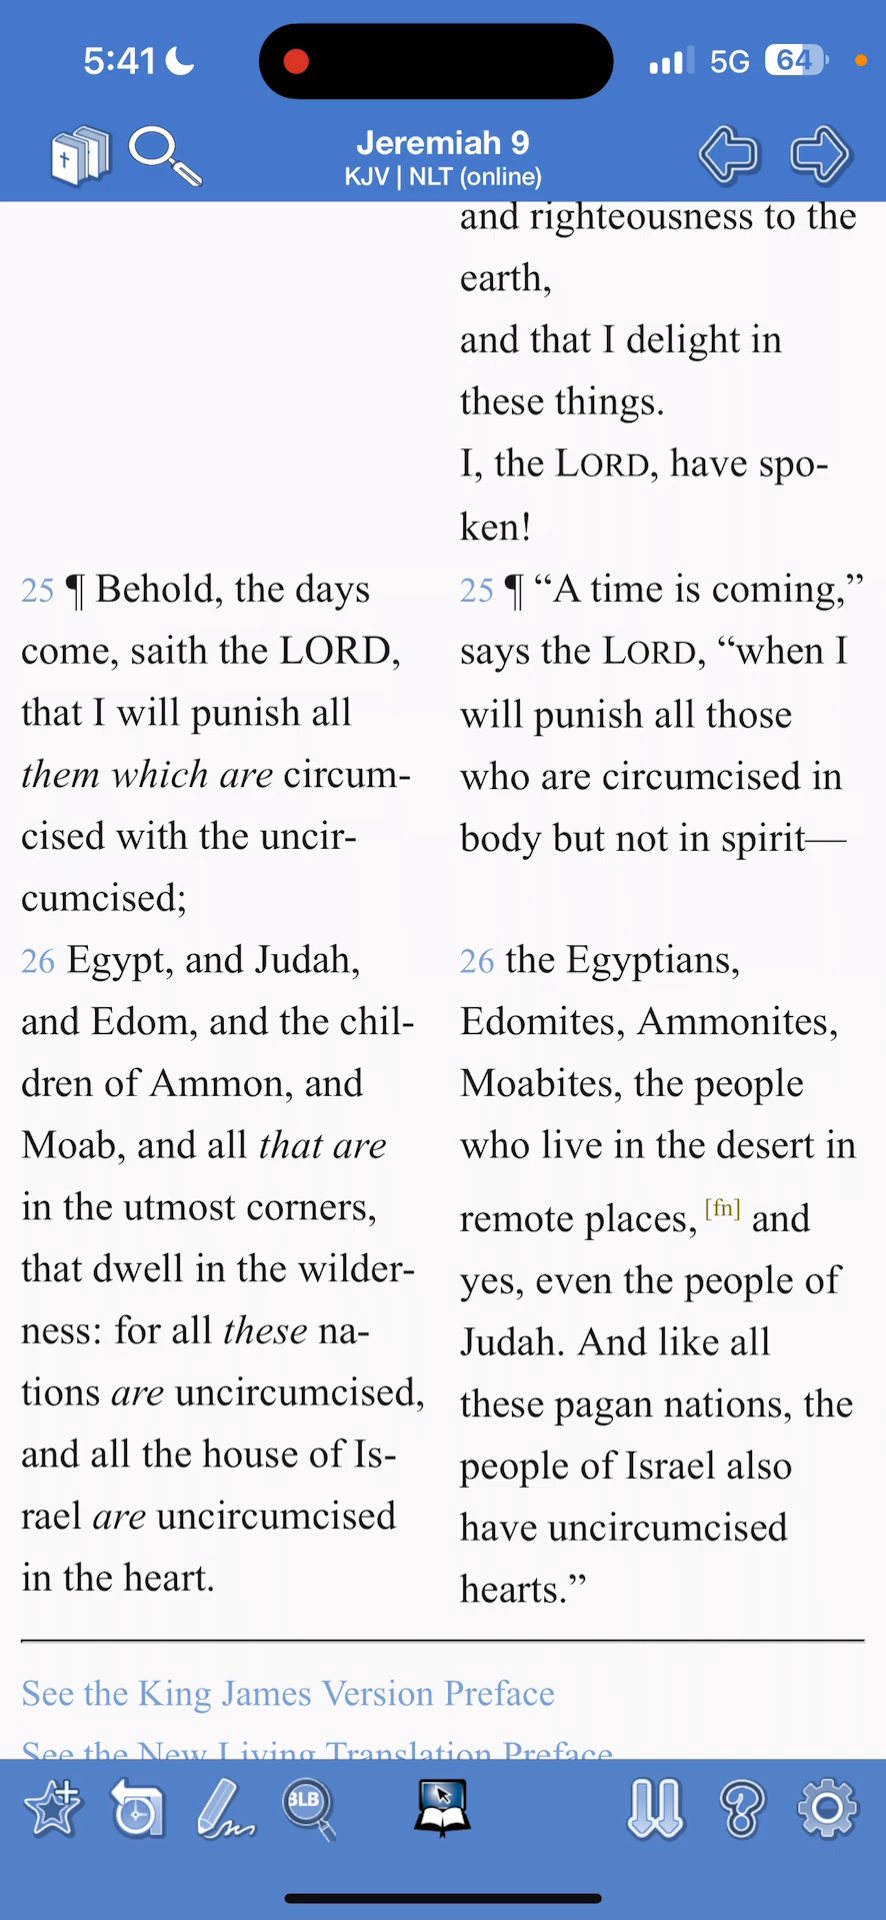 5:41
5G
64
Jeremiah 9
KJV | NLT (online)
and righteousness to the
earth,
and that I delight in
these things.
I, the LORD, have spo-
ken!
25 ¶ Behold, the days
come, saith the LORD,
that I will punish all
them which are circum-
cised with the uncir-
cumcised;
26 Egypt, and Judah,
and Edom, and the chil-
dren of Ammon, and
Moab, and all that are
in the utmost corners,
that dwell in the wilder-
ness: for all these na-
tions are uncircumcised,
and all the house of Is-
rael are uncircumcised
in the heart.
25 ¶ “A time is coming,”
says the LORD, “when I
will punish all those
who are circumcised in
body but not in spirit—
26 the Egyptians,
Edomites, Ammonites,
Moabites, the people
who live in the desert in
remote places, [fn] and
yes, even the people of
Judah. And like all
these pagan nations, the
people of Israel also
have uncircumcised
hearts.”
See the King James Version Preface
See the New Living Translation Preface
BLB